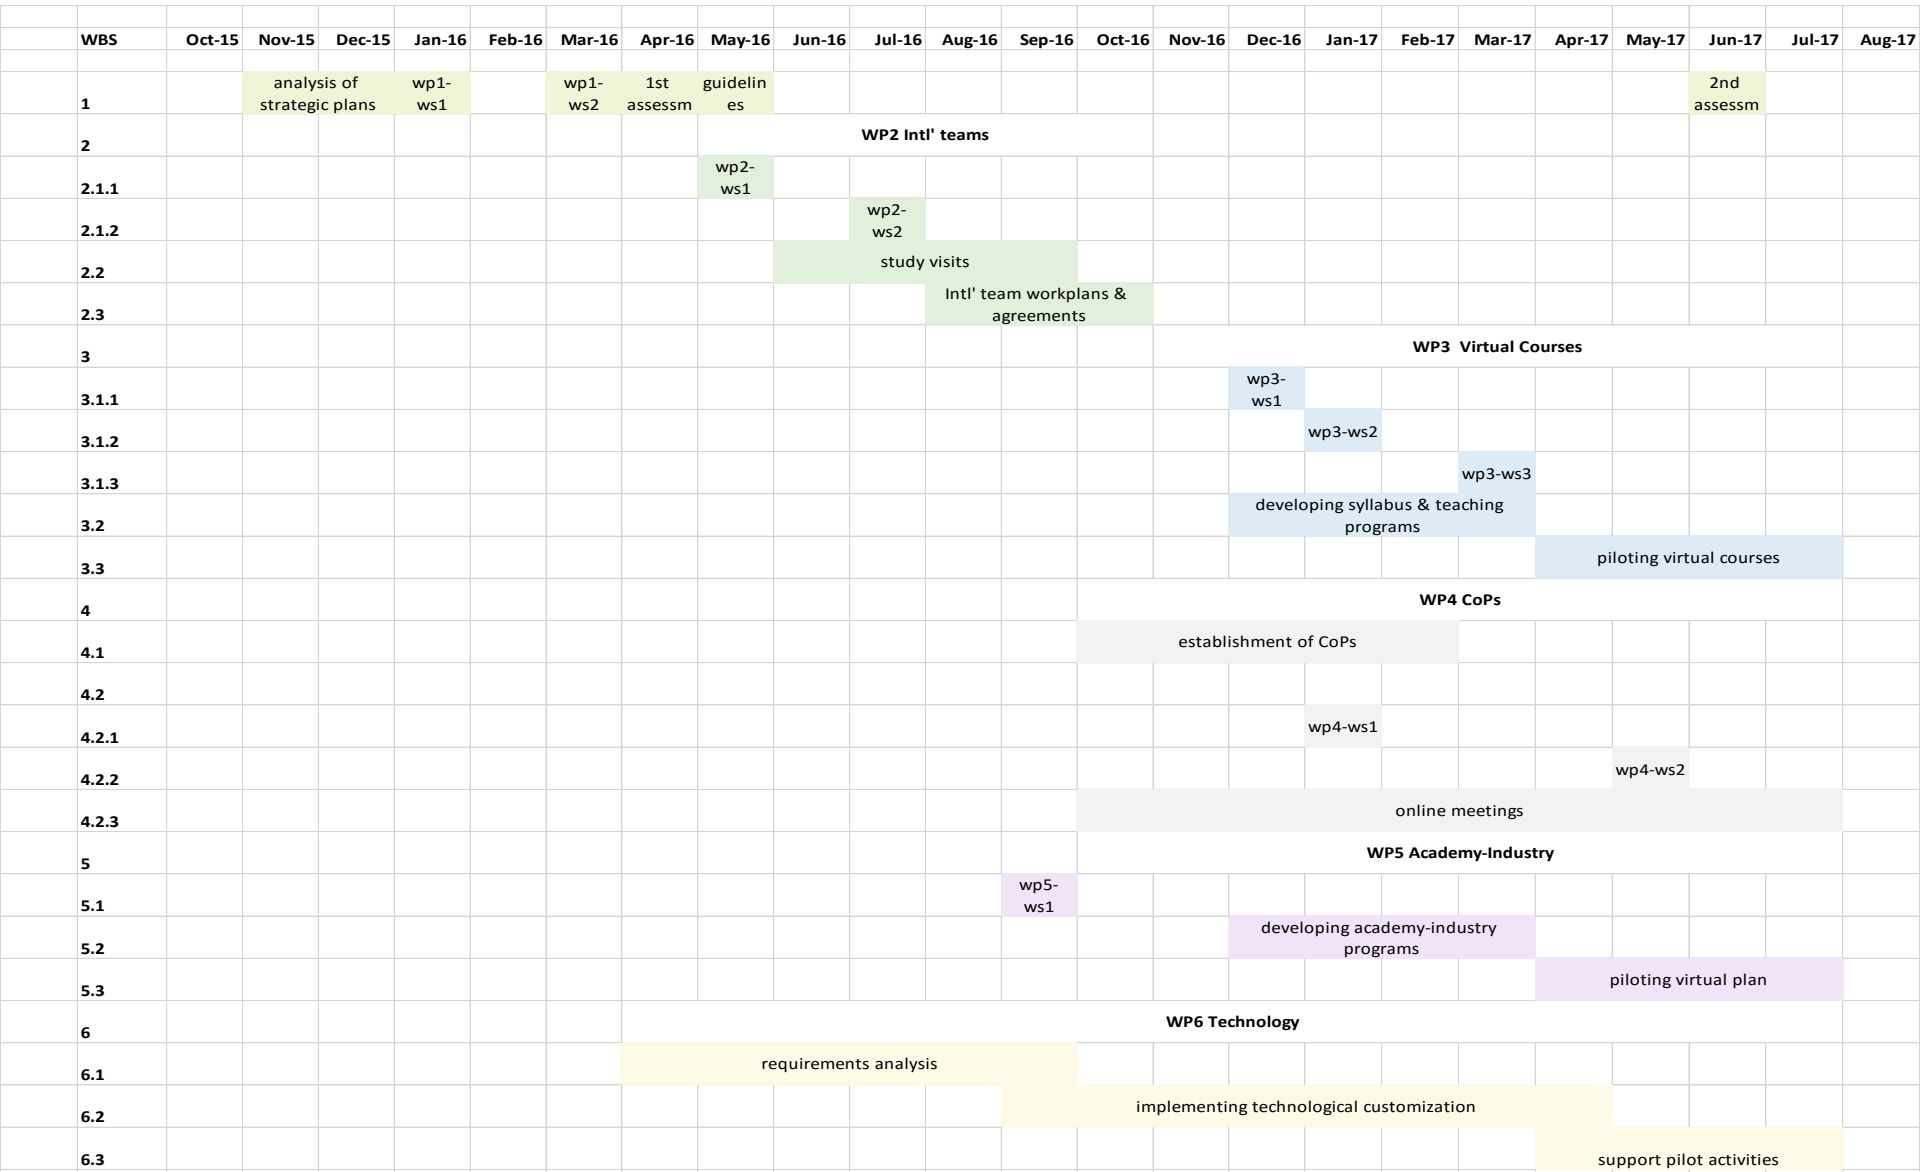 WBS Oct-15 Nov-15 Dec-15 Jan-16 Feb-16 Mar-16 Apr-16 May-16 Jun-16 Jul-16 Aug-16 Sep-16 Oct-16 Nov-16 Dec-16 Jan-17 Feb-17 Mar-17 Apr-17 May-17 Jun-17 Jul-17 Aug-17
analysis of wp1- wp1- 1st guidelin 2nd
1 strategic plans ws1 ws2 assessm es assessm
WP2 Intl' teams
2
wp2-
2.1.1 ws1
wp2-
2.1.2 ws2
study visits
2.2
Intl' team workplans &
2.3 agreements
WP3 Virtual Courses
3
wp3-
3.1.1 ws1
wp3-ws2
3.1.2
wp3-ws3
3.1.3
developing syllabus & teaching
3.2 programs
piloting virtual courses
3.3
WP4 CoPs
4
establishment of CoPs
4.1
4.2
wp4-ws1
4.2.1
wp4-ws2
4.2.2
online meetings
4.2.3
WP5 Academy-Industry
5
wp5-
5.1 ws1
developing academy-industry
5.2 programs
piloting virtual plan
5.3
WP6 Technology
6
requirements analysis
6.1
implementing technological customization
6.2
support pilot activities
6.3